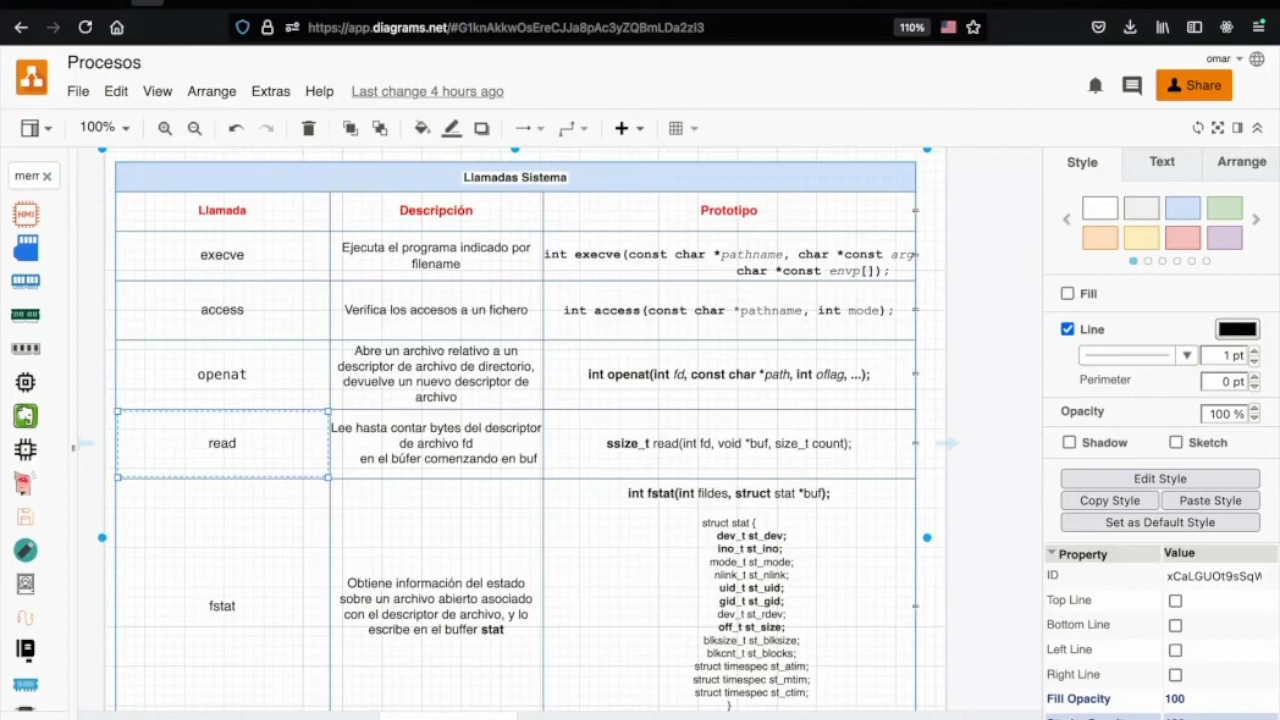 https://app.diagrams.net/#G1knAkkwOsEreCJJa8pAc3yZQBmLDa2zI3
110%
Procesos
omar
File Edit View Arrange Extras Help Last change 4 hours ago
Share
100%
mem
HMI
Llamadas Sistema
Llamada Descripción Prototipo
execve
Ejecuta el programa indicado por
filename
int execve(const char *pathname, char *const arg
char *const envp[]);
access
Verifica los accesos a un fichero
int access(const char *pathname, int mode);
openat
Abre un archivo relativo a un
descriptor de archivo de directorio,
devuelve un nuevo descriptor de
archivo
int openat(int fd, const char *path, int oflag, ...);
read
Lee hasta contar bytes del descriptor
de archivo fd
en el búfer comenzando en buf
ssize_t read(int fd, void *buf, size_t count);
fstat
Obtiene información del estado
sobre un archivo abierto asociado
con el descriptor de archivo, y lo
escribe en el buffer stat
int fstat(int fildes, struct stat *buf);
struct stat {
dev_t st_dev;
ino_t st_ino;
mode_t st_mode;
nlink_t st_nlink;
uid_t st_uid;
gid_t st_gid;
dev_t st_rdev;
off_t st_size;
blksize_t st_blksize;
blkcnt_t st_blocks;
struct timespec st_atim;
struct timespec st_mtim;
struct timespec st_ctim;
}
Style Text Arrange
Fill
Line
1 pt
Perimeter
0 pt
Opacity
100 %
Shadow Sketch
Edit Style
Copy Style Paste Style
Set as Default Style
Property Value
ID xCaLGUOt9sSqW
Top Line
Bottom Line
Left Line
Right Line
Fill Opacity 100